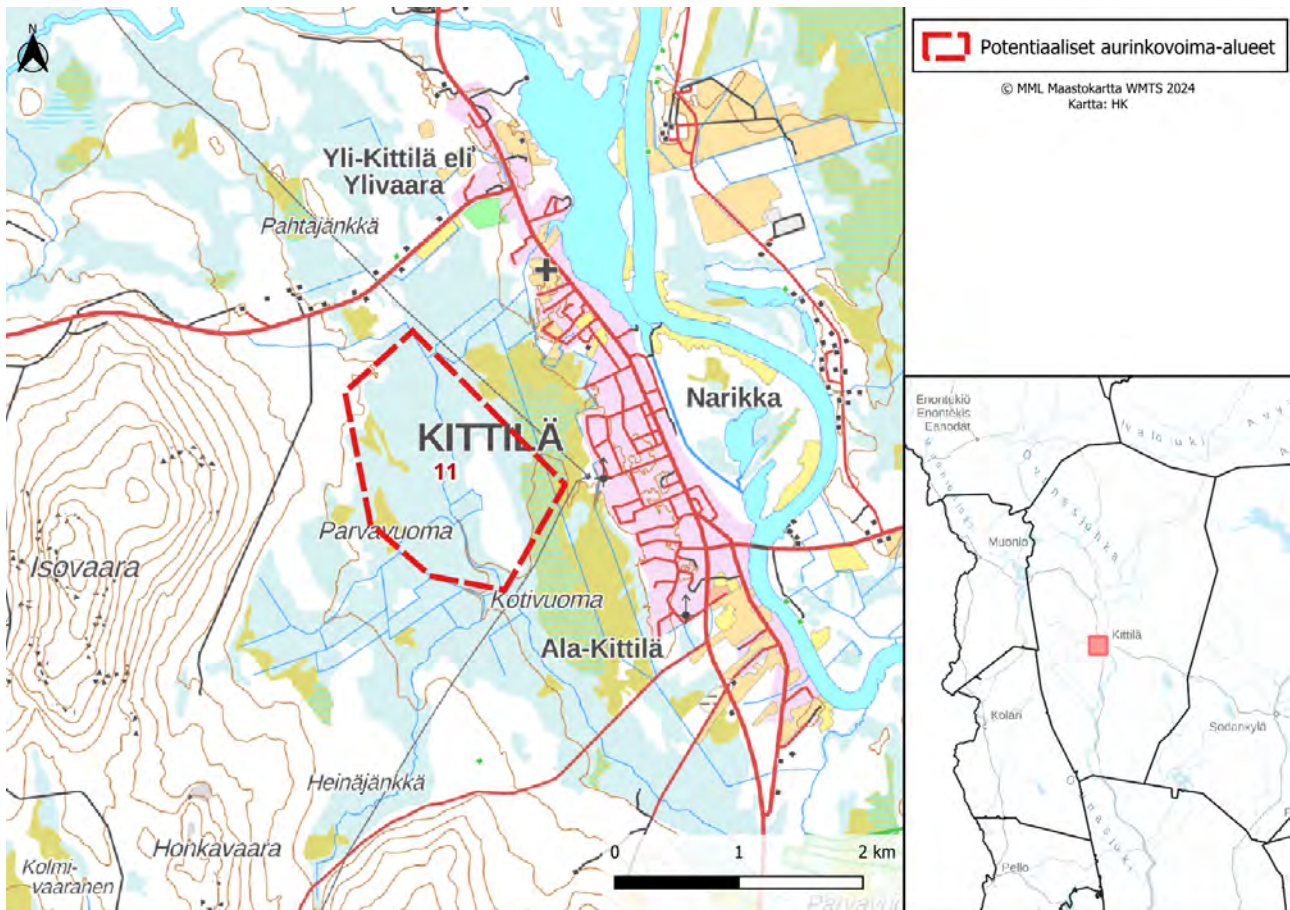 N
Yli-Kittilä eli
Ylivaara
Pahtajänkkä
Narikka
KITTILÄ
11
Parvavuoma
Isovaara
Kotivuoma
Ala-Kittilä
Heinäjänkkä
Honkavaara
Kolmi-
vaaranen
0 1 2 km
Potentiaaliset aurinkovoima-alueet
© MML Maastokartta WMTS 2024
Kartta: HK
Enontekiö
Enontekis
Eanodat
Muonio
Kittilä
Kolari
Sodankylä
Pello